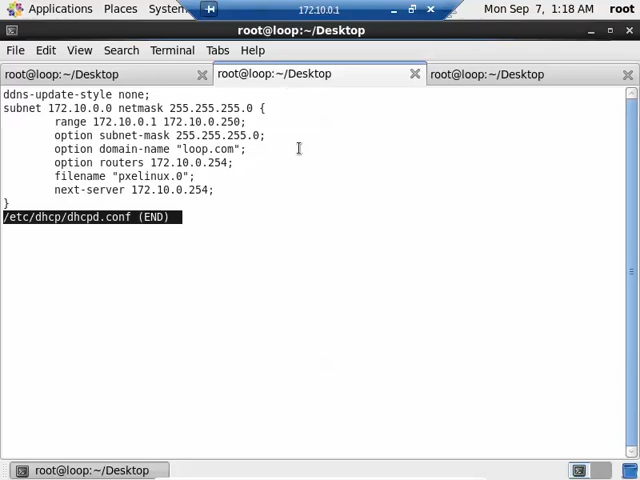 Applications Places System 172.10.0.1 Mon Sep 7, 1:18 AM root
root@loop:~/Desktop
File Edit View Search Terminal Tabs Help
root@loop:~/Desktop root@loop:~/Desktop root@loop:~/Desktop
ddns-update-style none;
subnet 172.10.0.0 netmask 255.255.255.0 {
range 172.10.0.1 172.10.0.250;
option subnet-mask 255.255.255.0;
option domain-name "loop.com";
option routers 172.10.0.254;
filename "pxelinux.0";
next-server 172.10.0.254;
}
/etc/dhcp/dhcpd.conf (END)
root@loop:~/Desktop